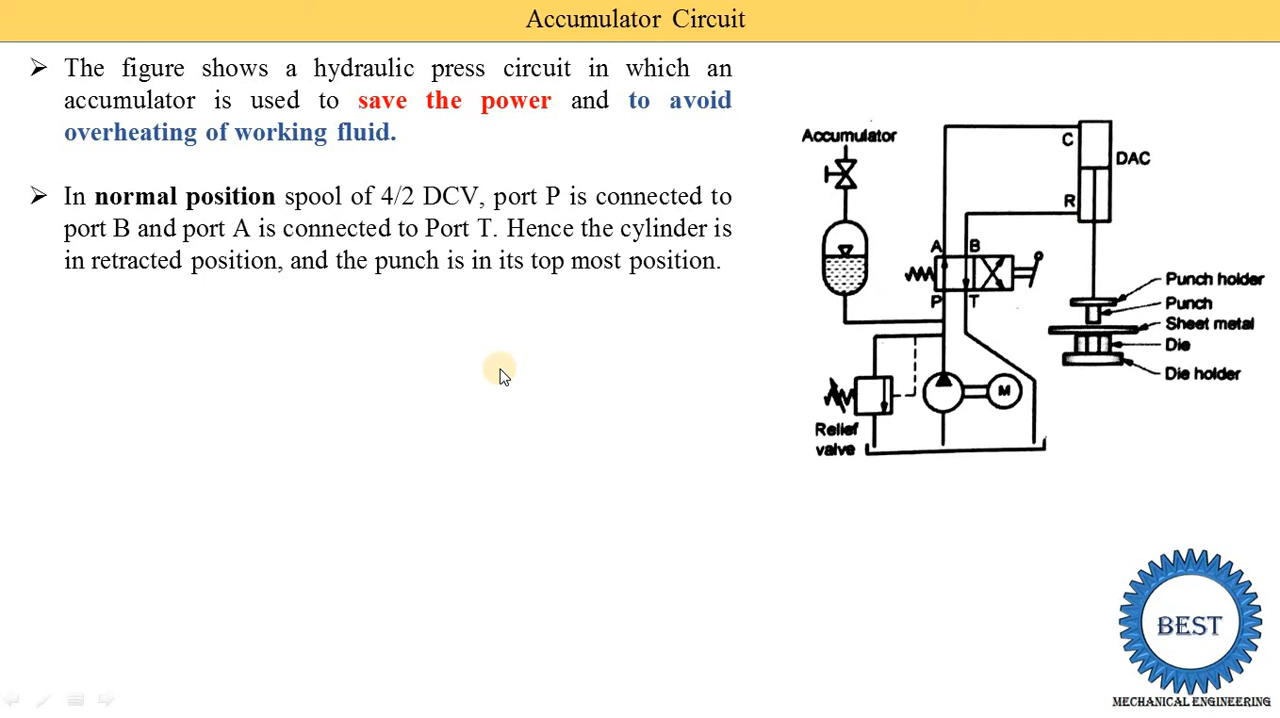 Accumulator Circuit
➢ The figure shows a hydraulic press circuit in which an
accumulator is used to save the power and to avoid
overheating of working fluid.
➢ In normal position spool of 4/2 DCV, port P is connected to
port B and port A is connected to Port T. Hence the cylinder is
in retracted position, and the punch is in its top most position.
Accumulator
C
DAC
R
A B
P T
Punch holder
Punch
Sheet metal
Die
Die holder
M
Relief
valve
BEST
MECHANICAL ENGINEERING